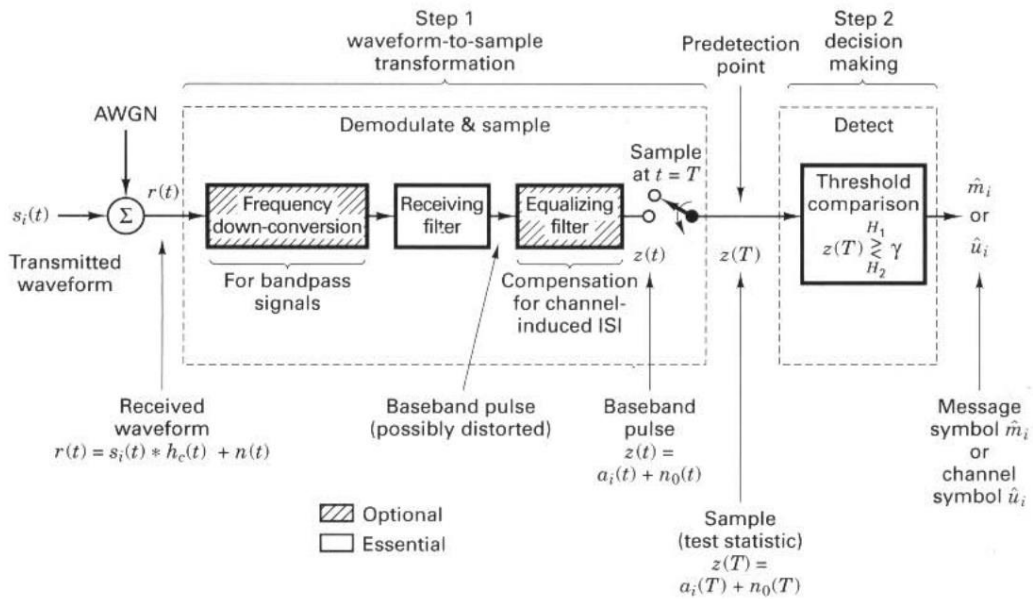 Step 1
waveform-to-sample
transformation
Predetection
point
Step 2
decision
making
AWGN
Demodulate & sample
Detect
r(t)
s_i(t)
Σ
Transmitted
waveform
Frequency
down-conversion
For bandpass
signals
Receiving
filter
Equalizing
filter
Compensation
for channel-
induced ISI
Sample
at t = T
z(t)
z(T)
Threshold
comparison
H_1
z(T) ≷ γ
H_2
m̂_i
or
û_i
Received
waveform
r(t) = s_i(t) * h_c(t) + n(t)
Baseband pulse
(possibly distorted)
Baseband
pulse
z(t) =
a_i(t) + n_0(t)
Message
symbol m̂_i
or
channel
symbol û_i
Optional
Essential
Sample
(test statistic)
z(T) =
a_i(T) + n_0(T)